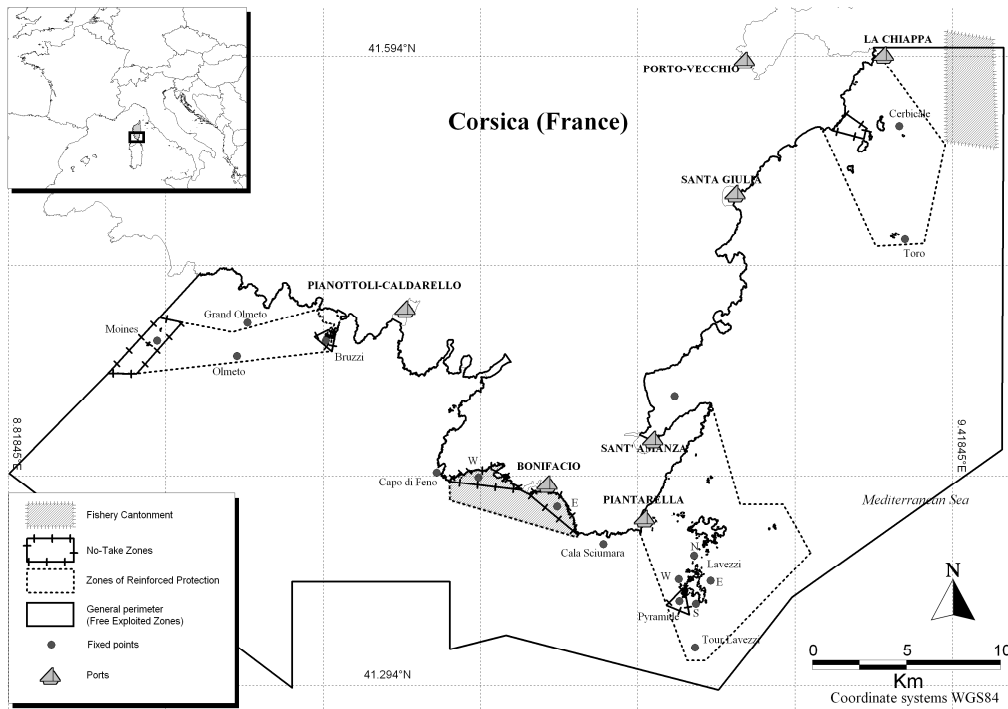 LA CHIAPPA
41.594°N
PORTO-VECCHIO
Cerbicale
Corsica (France)
SANTA GIULIA
Toro
PIANOTTOLI-CALDARELLO
Grand Olmeto
Moines
Bruzzi
Olmeto
8.81845°E
9.41845°E
SANT' AMANZA
W
BONIFACIO
Capo di Feno
E
PIANTARELLA
Mediterranean Sea
Cala Sciumara
N
Lavezzi
W
E
Pyramide
S
Tour Lavezzi
Fishery Cantonment
No-Take Zones
Zones of Reinforced Protection
General perimeter
(Free Exploited Zones)
Fixed points
Ports
41.294°N
N
0 5 10
Km
Coordinate systems WGS84